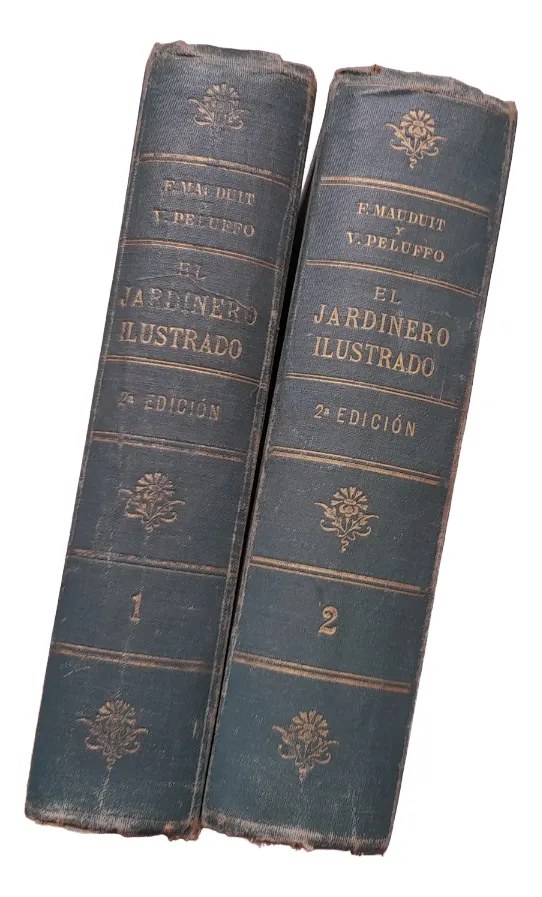 F. MAUDUIT
Y
V. PELUFFO
EL
JARDINERO
ILUSTRADO
2ª EDICIÓN
1
F. MAUDUIT
Y
V. PELUFFO
EL
JARDINERO
ILUSTRADO
2ª EDICIÓN
2